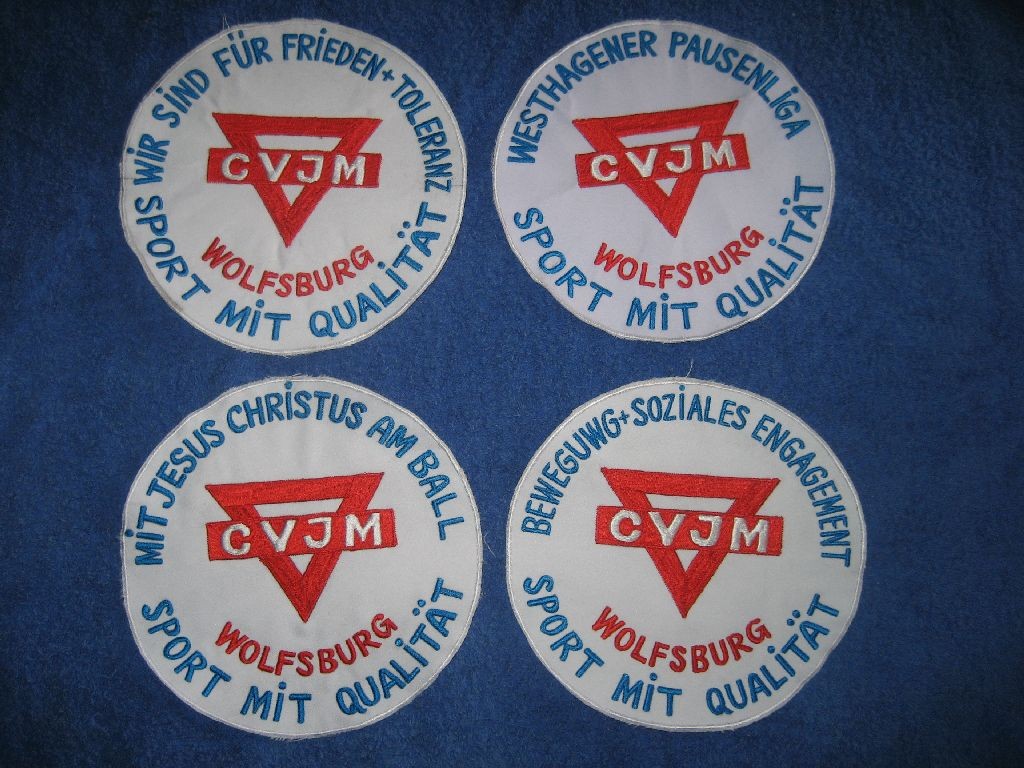 WIR SIND FÜR FRIEDEN + TOLERANZ
CVJM
WOLFSBURG
SPORT MIT QUALITÄT
WESTHAGENER PAUSENLIGA
CVJM
WOLFSBURG
SPORT MIT QUALITÄT
MIT JESUS CHRISTUS AM BALL
CVJM
WOLFSBURG
SPORT MIT QUALITÄT
BEWEGUWG + SOZIALES ENGAGEMENT
CVJM
WOLFSBURG
SPORT MIT QUALITÄT